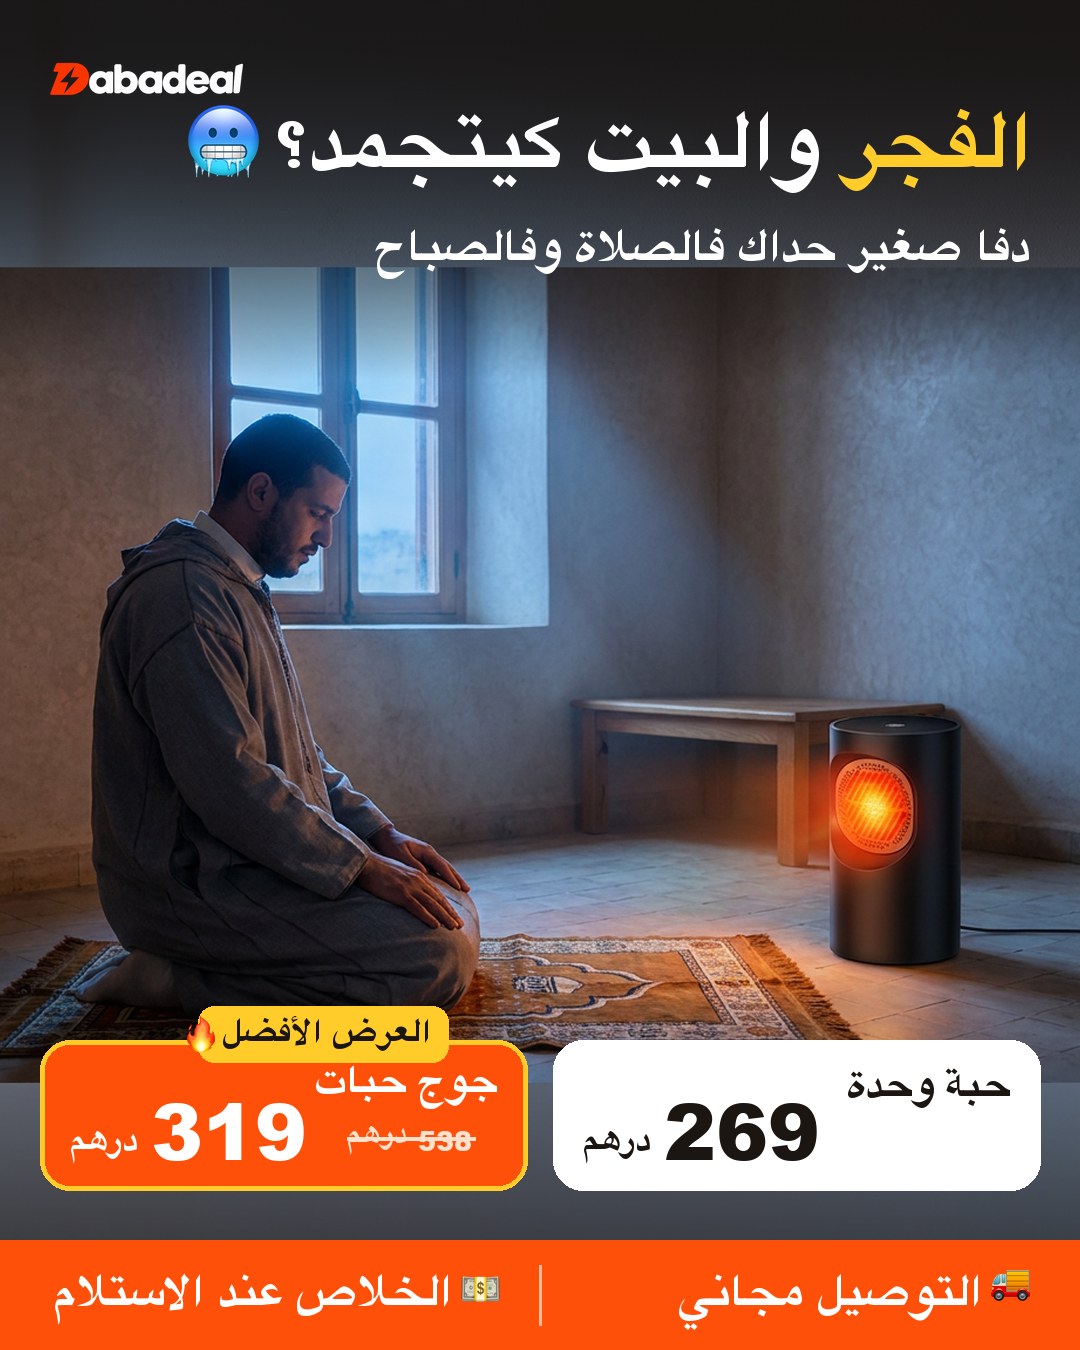 Dabadeal
الفجر والبيت كيتجمد؟ 🥶
دفا صغير حداك فالصلاة وفالصباح
حبة وحدة
269 درهم
العرض الأفضل🔥
جوج حبات
538 درهم
319 درهم
🚚 التوصيل مجاني
💵 الخلاص عند الاستلام